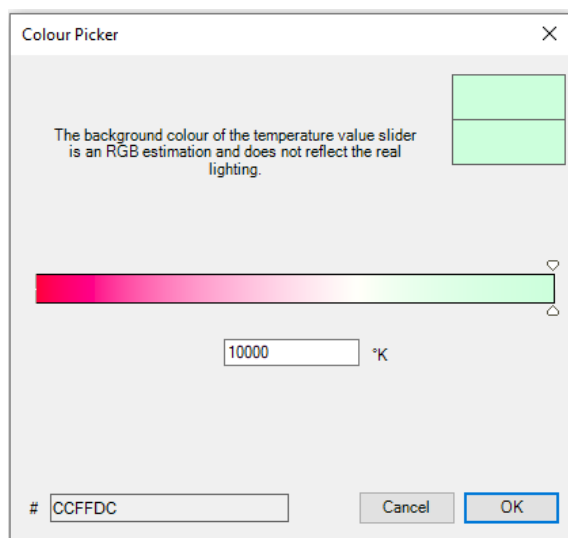 Colour Picker
The background colour of the temperature value slider
is an RGB estimation and does not reflect the real
lighting.
10000 °K
# CCFFDC Cancel OK